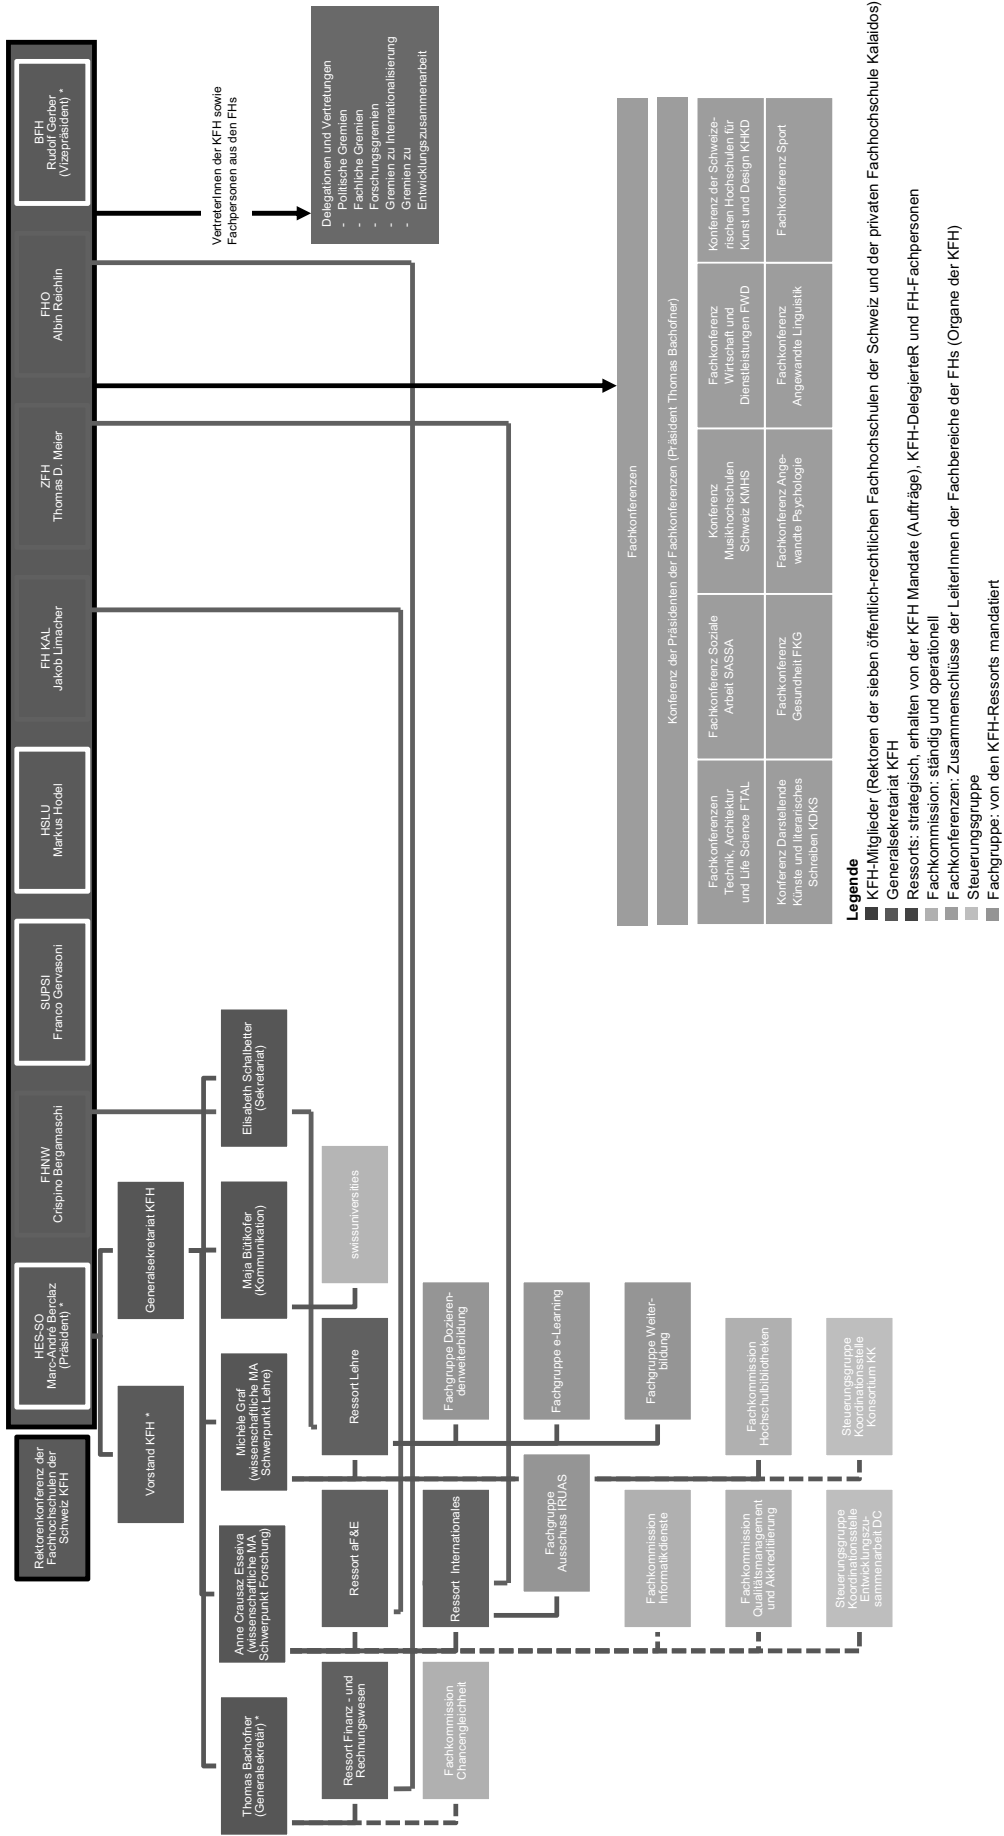 Rektorenkonferenz der
Fachhochschulen der
Schweiz KFH
HES-SO
Marc-André Berclaz
(Präsident) *
FHNW
Crispino Bergamaschi
SUPSI
Franco Gervasoni
HSLU
Markus Hodel
FH KAL
Jakob Limacher
ZFH
Thomas D. Meier
FHO
Albin Reichlin
BFH
Rudolf Gerber
(Vizepräsident) *
Vorstand KFH *
Generalsekretariat KFH
VertreterInnen der KFH sowie
Fachpersonen aus den FHs
Thomas Bachofner
(Generalsekretär) *
Anne Crausaz Esseiva
(wissenschaftliche MA
Schwerpunkt Forschung)
Michèle Graf
(wissenschaftliche MA
Schwerpunkt Lehre)
Maja Bütikofer
(Kommunikation)
Elisabeth Schalbetter
(Sekretariat)
Delegationen und Vertretungen
- Politische Gremien
- Fachliche Gremien
- Forschungsgremien
- Gremien zu Internationalisierung
- Gremien zu
Entwicklungszusammenarbeit
Ressort Finanz - und
Rechnungswesen
Ressort aF&E
Ressort Lehre
swissuniversities
Fachkommission
Chancengleichheit
Ressort Internationales
Fachgruppe Dozieren-
denweiterbildung
Fachgruppe
Ausschuss IRUAS
Fachgruppe e-Learning
Fachkommission
Informatikdienste
Fachgruppe Weiter-
bildung
Fachkommission
Qualitätsmanagement
und Akkreditiierung
Fachkommission
Hochschulbibliotheken
Steuerungsgruppe
Koordinationsstelle
Entwicklungszu-
sammenarbeit DC
Steuerungsgruppe
Koordinationsstelle
Konsortium KK
Fachkonferenzen
Konferenz der Präsidenten der Fachkonferenzen (Präsident Thomas Bachofner)
Fachkonferenzen
Technik, Architektur
und Life Science FTAL
Fachkonferenz Soziale
Arbeit SASSA
Konferenz
Musikhochschulen
Schweiz KMHS
Fachkonferenz
Wirtschaft und
Dienstleistungen FWD
Konferenz der Schweize-
rischen Hochschulen für
Kunst und Design KHKD
Konferenz Darstellende
Künste und literarisches
Schreiben KDKS
Fachkonferenz
Gesundheit FKG
Fachkonferenz Ange-
wandte Psychologie
Fachkonferenz
Angewandte Linguistik
Fachkonferenz Sport
Legende
KFH-Mitglieder (Rektoren der sieben öffentlich-rechtlichen Fachhochschulen der Schweiz und der privaten Fachhochschule Kalaidos)
Generalsekretariat KFH
Ressorts: strategisch, erhalten von der KFH Mandate (Aufträge), KFH-DelegierteR und FH-Fachpersonen
Fachkommission: ständig und operationell
Fachkonferenzen: Zusammenschlüsse der LeiterInnen der Fachbereiche der FHs (Organe der KFH)
Steuerungsgruppe
Fachgruppe: von den KFH-Ressorts mandatiert